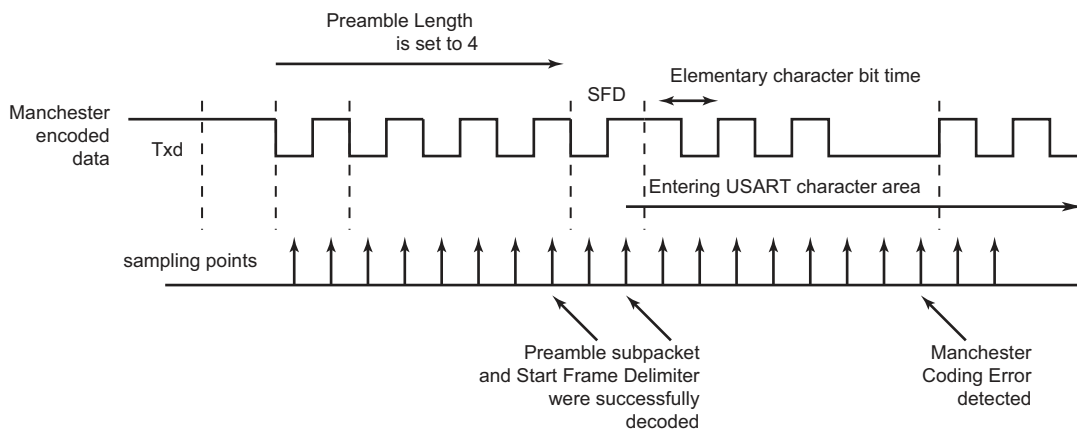 Preamble Length
is set to 4
Elementary character bit time
SFD
Manchester
encoded
data
Txd
Entering USART character area
sampling points
Preamble subpacket
and Start Frame Delimiter
were successfully
decoded
Manchester
Coding Error
detected